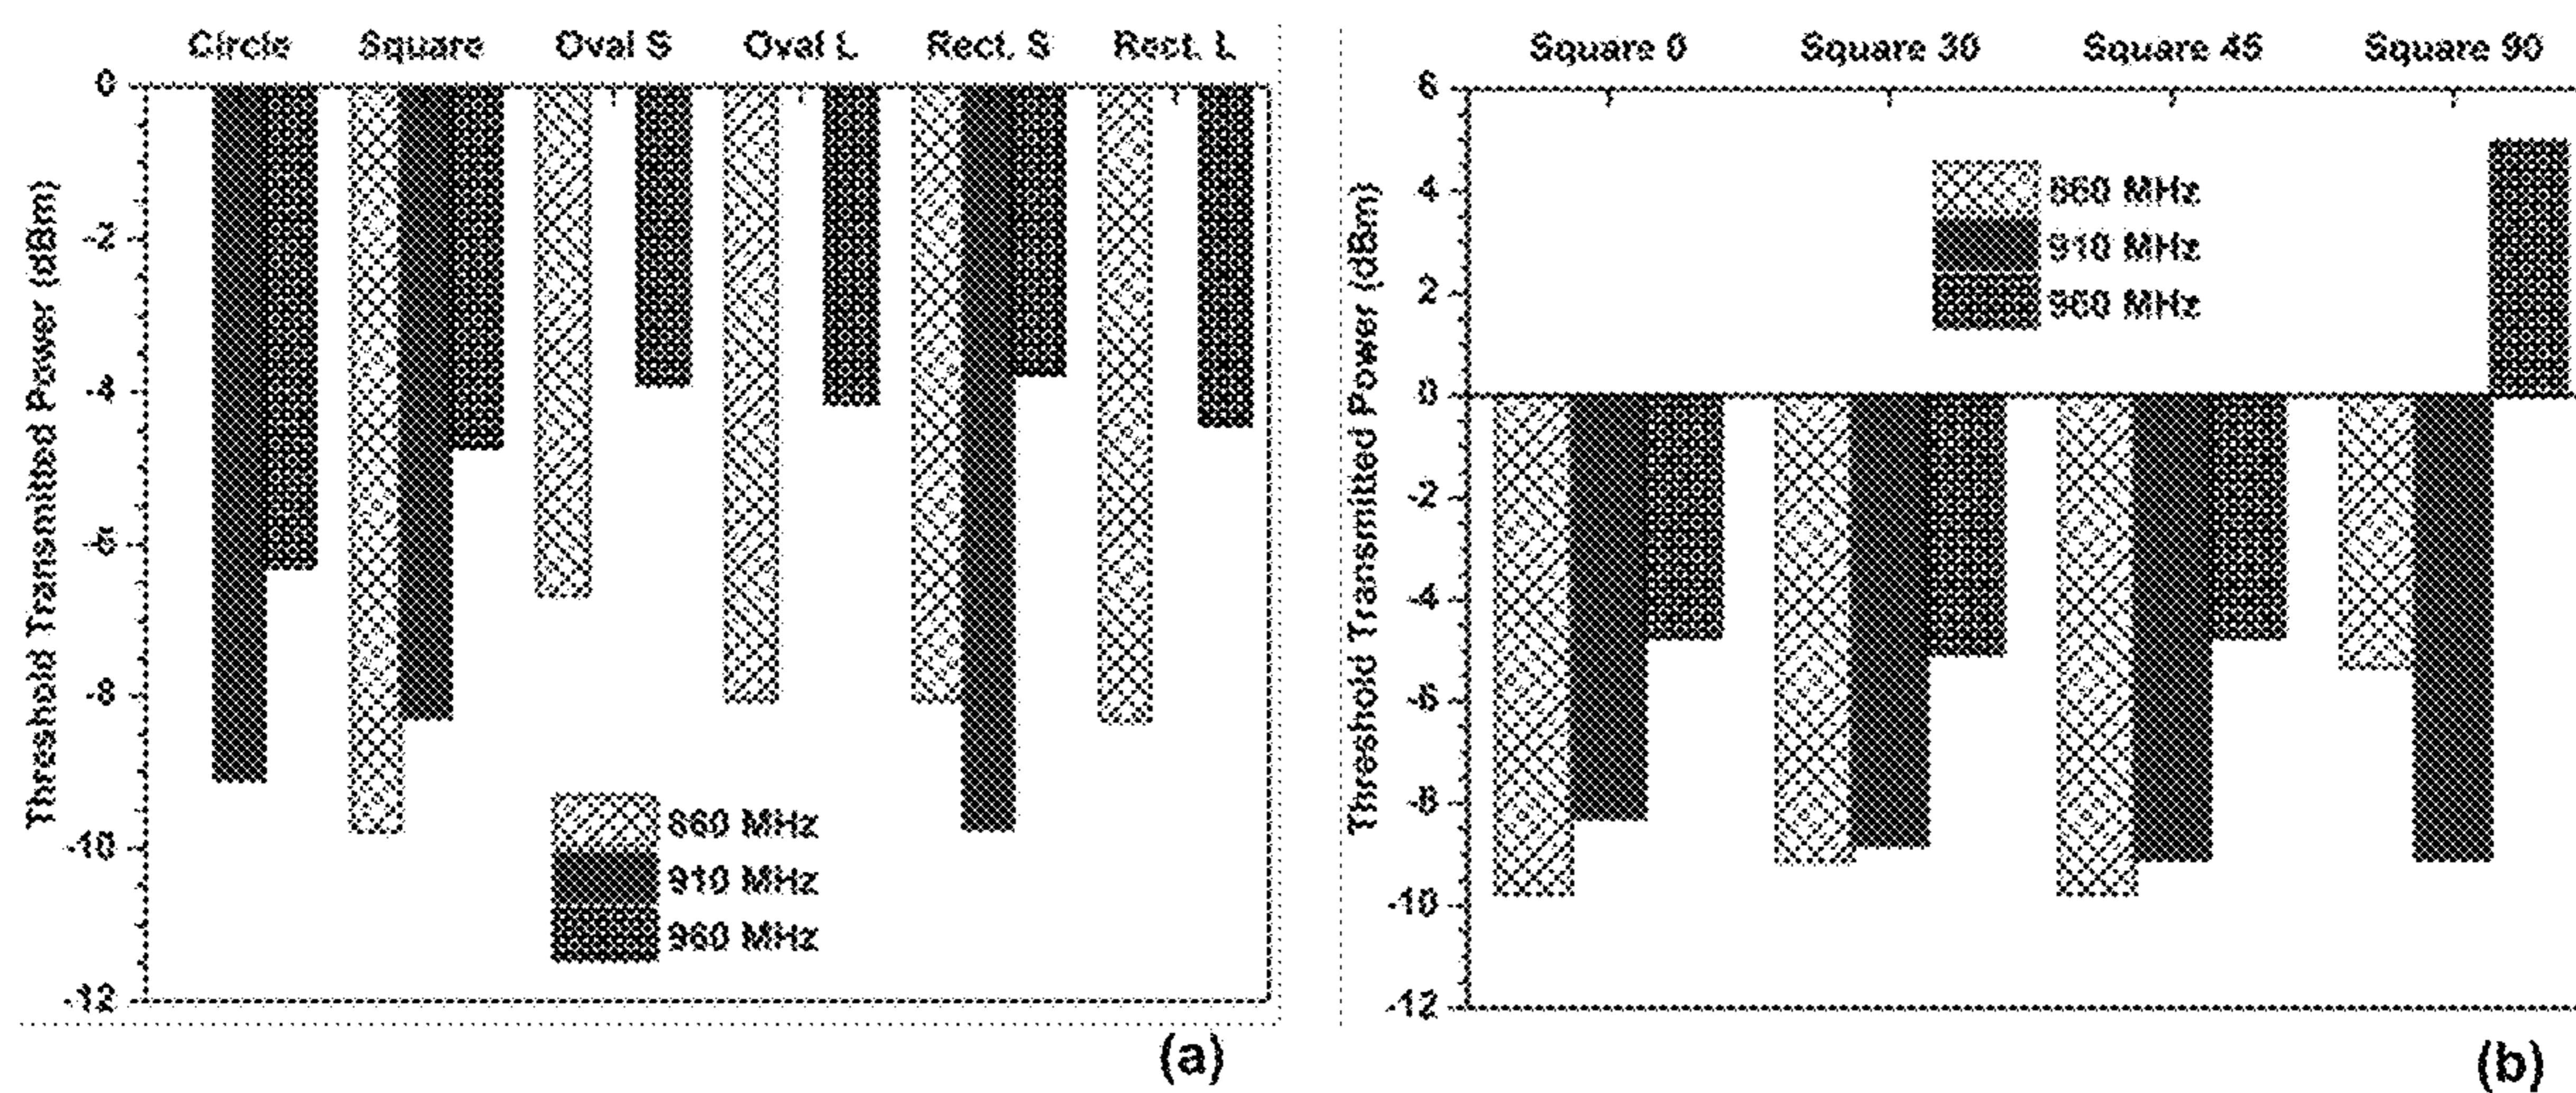 Circle Square Oval S Oval L Rect. S Rect. L
0
-2
-4
-6
-8
-10
-12
Threshold Transmitted Power (dBm)
860 MHz
910 MHz
960 MHz
(a)
Square 0 Square 30 Square 45 Square 90
6
4
2
0
-2
-4
-6
-8
-10
-12
Threshold Transmitted Power (dBm)
860 MHz
910 MHz
960 MHz
(b)